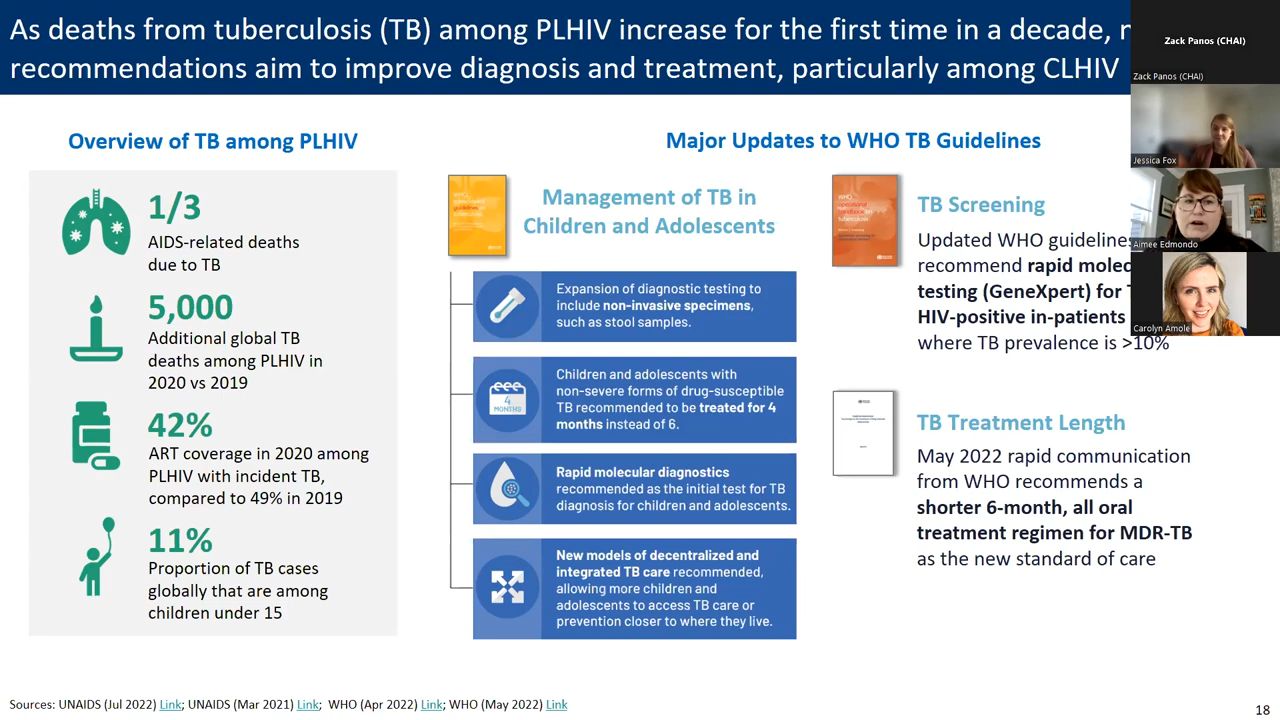 As deaths from tuberculosis (TB) among PLHIV increase for the first time in a decade,
recommendations aim to improve diagnosis and treatment, particularly among CLHIV
Zack Panos (CHAI)
Zack Panos (CHAI)
Jessica Fox
Aimee Edmondo
Carolyn Amole
Overview of TB among PLHIV
1/3
AIDS-related deaths
due to TB
5,000
Additional global TB
deaths among PLHIV in
2020 vs 2019
42%
ART coverage in 2020 among
PLHIV with incident TB,
compared to 49% in 2019
11%
Proportion of TB cases
globally that are among
children under 15
Major Updates to WHO TB Guidelines
Management of TB in
Children and Adolescents
Expansion of diagnostic testing to
include non-invasive specimens,
such as stool samples.
4
MONTHS
Children and adolescents with
non-severe forms of drug-susceptible
TB recommended to be treated for 4
months instead of 6.
Rapid molecular diagnostics
recommended as the initial test for TB
diagnosis for children and adolescents.
New models of decentralized and
integrated TB care recommended,
allowing more children and
adolescents to access TB care or
prevention closer to where they live.
TB Screening
Updated WHO guidelines
recommend rapid
testing (GeneXpert) for
HIV-positive in-patients
where TB prevalence is >10%
TB Treatment Length
May 2022 rapid communication
from WHO recommends a
shorter 6-month, all oral
treatment regimen for MDR-TB
as the new standard of care
Sources: UNAIDS (Jul 2022) Link; UNAIDS (Mar 2021) Link; WHO (Apr 2022) Link; WHO (May 2022) Link
18